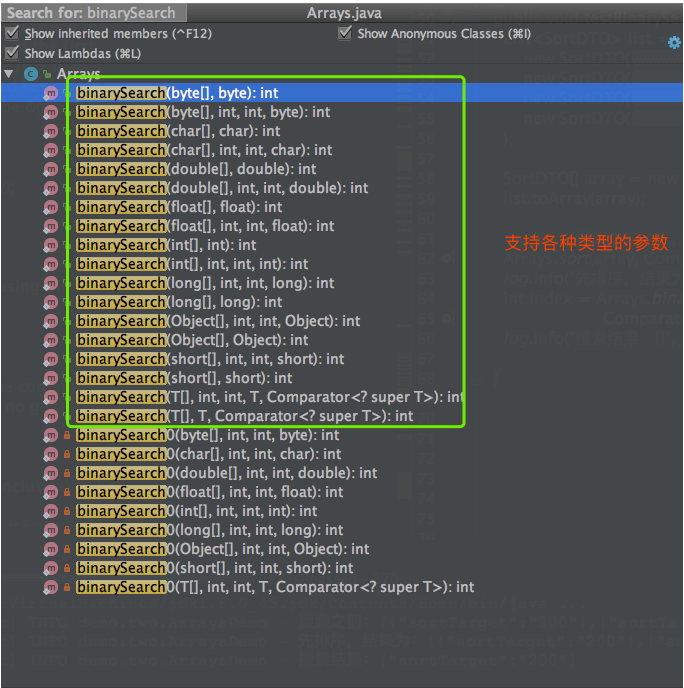 Search for: binarySearch
Arrays.java
Show inherited members (^F12)
Show Anonymous Classes (⌘I)
Show Lambdas (⌘L)
Arrays
binarySearch(byte[], byte): int
binarySearch(byte[], int, int, byte): int
binarySearch(char[], char): int
binarySearch(char[], int, int, char): int
binarySearch(double[], double): int
binarySearch(double[], int, int, double): int
binarySearch(float[], float): int
binarySearch(float[], int, int, float): int
binarySearch(int[], int): int
binarySearch(int[], int, int, int): int
binarySearch(long[], int, int, long): int
binarySearch(long[], long): int
binarySearch(Object[], int, int, Object): int
binarySearch(Object[], Object): int
binarySearch(short[], int, int, short): int
binarySearch(short[], short): int
binarySearch(T[], int, int, T, Comparator<? super T>): int
binarySearch(T[], T, Comparator<? super T>): int
支持各种类型的参数
binarySearch0(byte[], int, int, byte): int
binarySearch0(char[], int, int, char): int
binarySearch0(double[], int, int, double): int
binarySearch0(float[], int, int, float): int
binarySearch0(int[], int, int, int): int
binarySearch0(long[], int, int, long): int
binarySearch0(Object[], int, int, Object): int
binarySearch0(short[], int, int, short): int
binarySearch0(T[], int, int, T, Comparator<? super T>): int